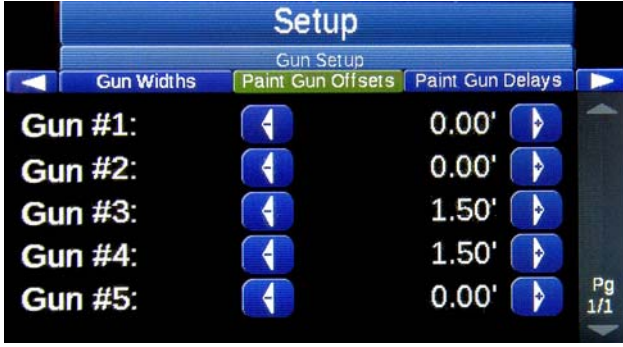 Setup
Gun Setup
Gun Widths Paint Gun Offsets Paint Gun Delays
Gun #1: - 0.00' +
Gun #2: - 0.00' +
Gun #3: - 1.50' +
Gun #4: - 1.50' +
Gun #5: - 0.00' +
Pg
1/1